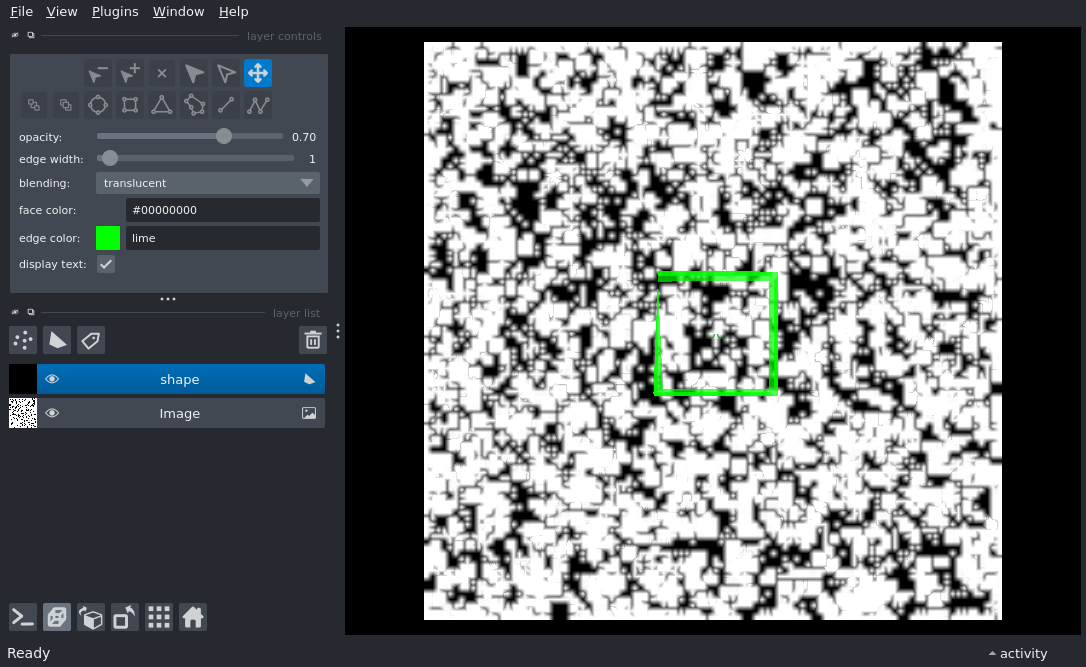 File View Plugins Window Help
layer controls
opacity: 0.70
edge width: 1
blending: translucent
face color: #00000000
edge color: lime
display text:
layer list
shape
Image
Ready
activity